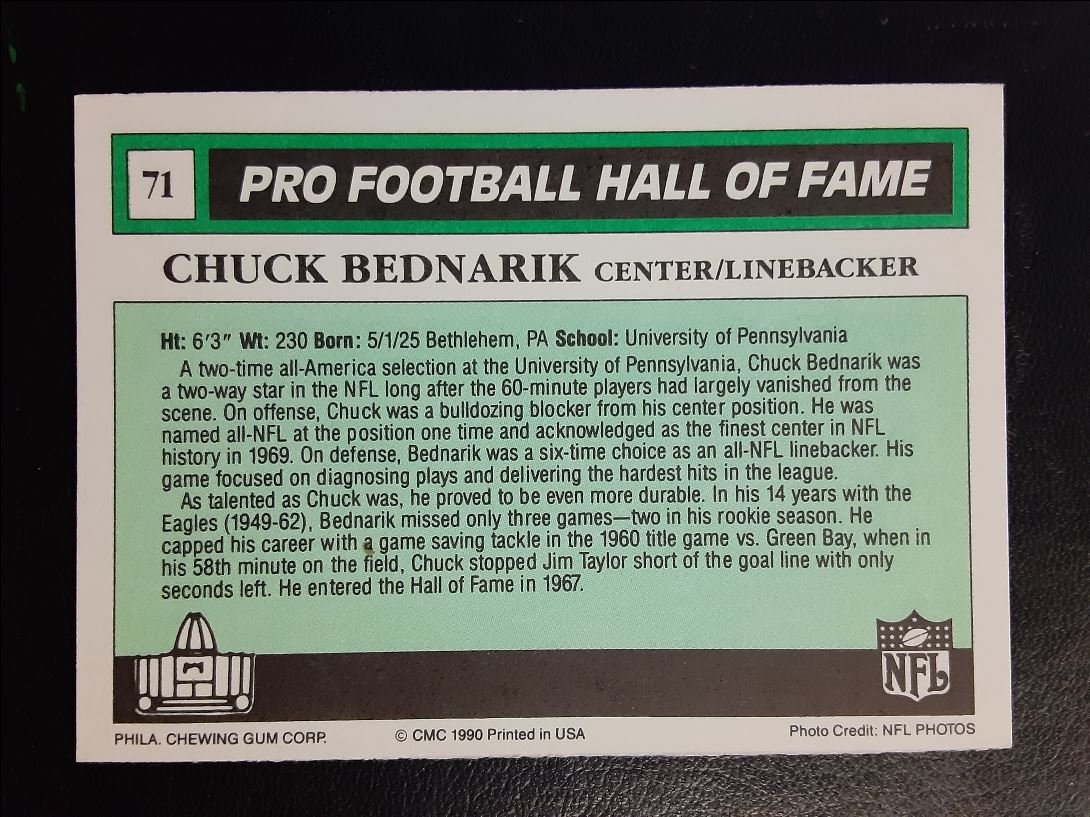 71
PRO FOOTBALL HALL OF FAME
CHUCK BEDNARIK CENTER/LINEBACKER
Ht: 6'3" Wt: 230 Born: 5/1/25 Bethlehem, PA School: University of Pennsylvania
A two-time all-America selection at the University of Pennsylvania, Chuck Bednarik was
a two-way star in the NFL long after the 60-minute players had largely vanished from the
scene. On offense, Chuck was a bulldozing blocker from his center position. He was
named all-NFL at the position one time and acknowledged as the finest center in NFL
history in 1969. On defense, Bednarik was a six-time choice as an all-NFL linebacker. His
game focused on diagnosing plays and delivering the hardest hits in the league.
As talented as Chuck was, he proved to be even more durable. In his 14 years with the
Eagles (1949-62), Bednarik missed only three games—two in his rookie season. He
capped his career with a game saving tackle in the 1960 title game vs. Green Bay, when in
his 58th minute on the field, Chuck stopped Jim Taylor short of the goal line with only
seconds left. He entered the Hall of Fame in 1967.
NFL
PHILA. CHEWING GUM CORP.
© CMC 1990 Printed in USA
Photo Credit: NFL PHOTOS